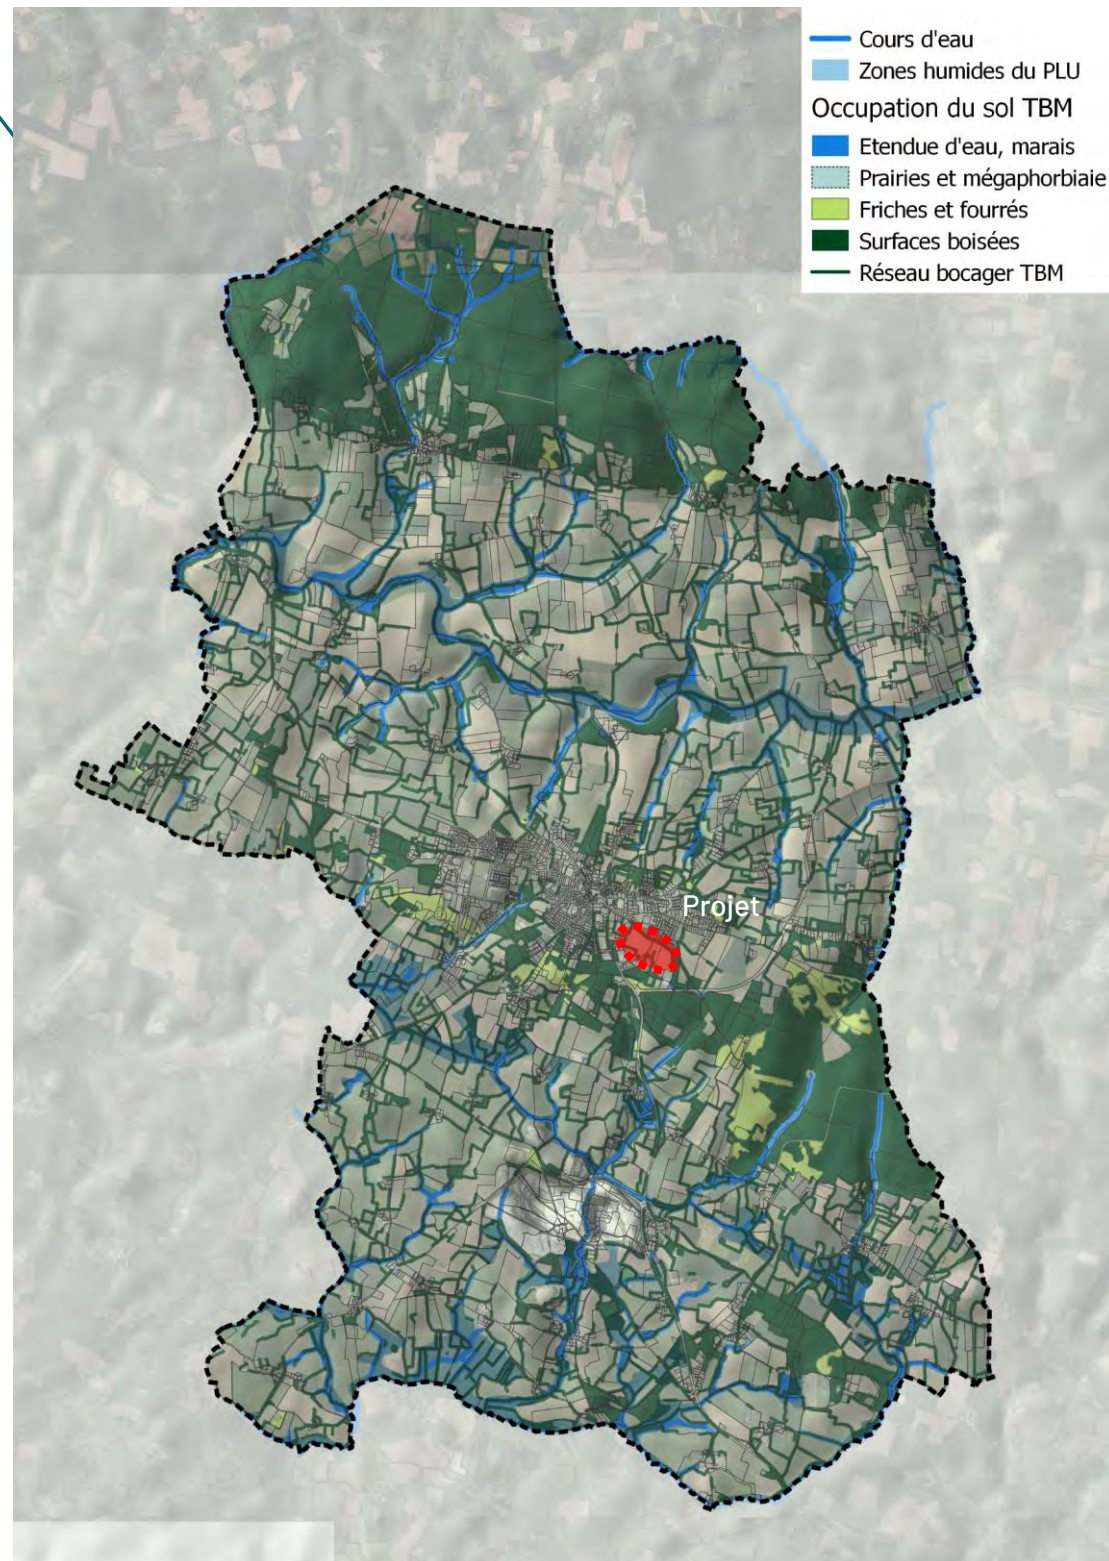 Cours d'eau
Zones humides du PLU
Occupation du sol TBM
Etendue d'eau, marais
Prairies et mégaphorbiaie
Friches et fourrés
Surfaces boisées
Réseau bocager TBM
Projet